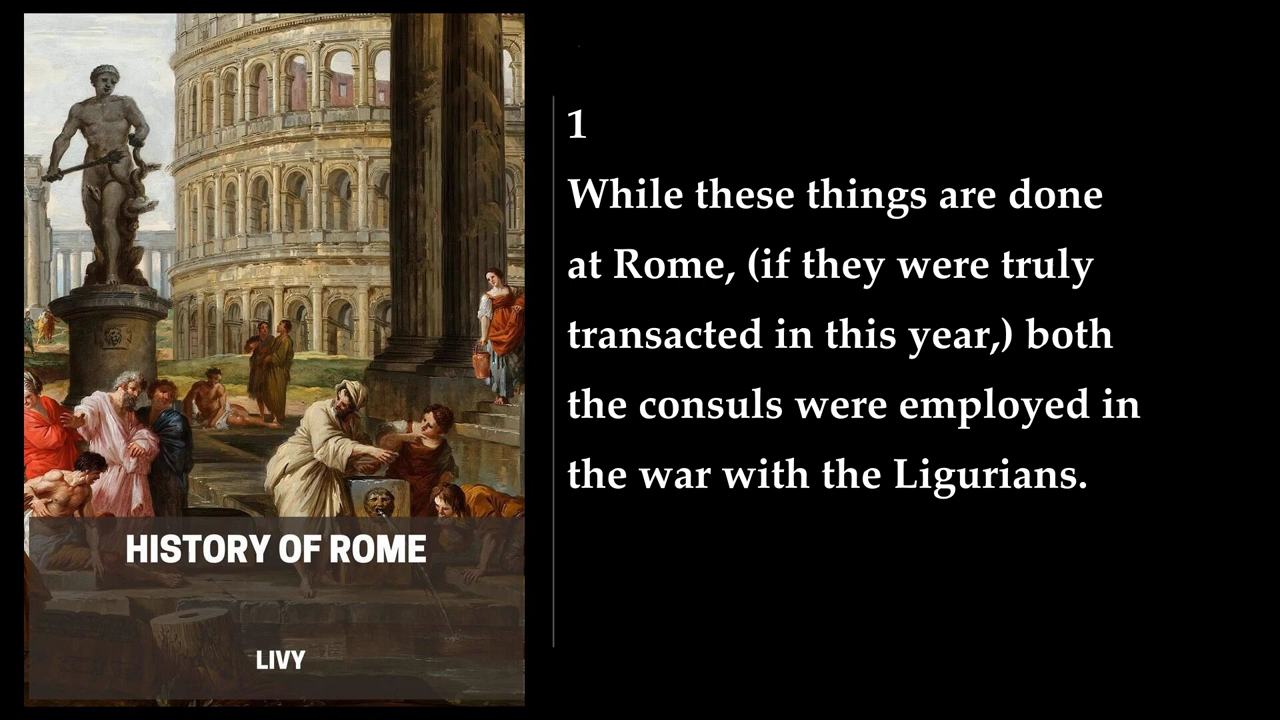 HISTORY OF ROME
LIVY
1
While these things are done
at Rome, (if they were truly
transacted in this year,) both
the consuls were employed in
the war with the Ligurians.